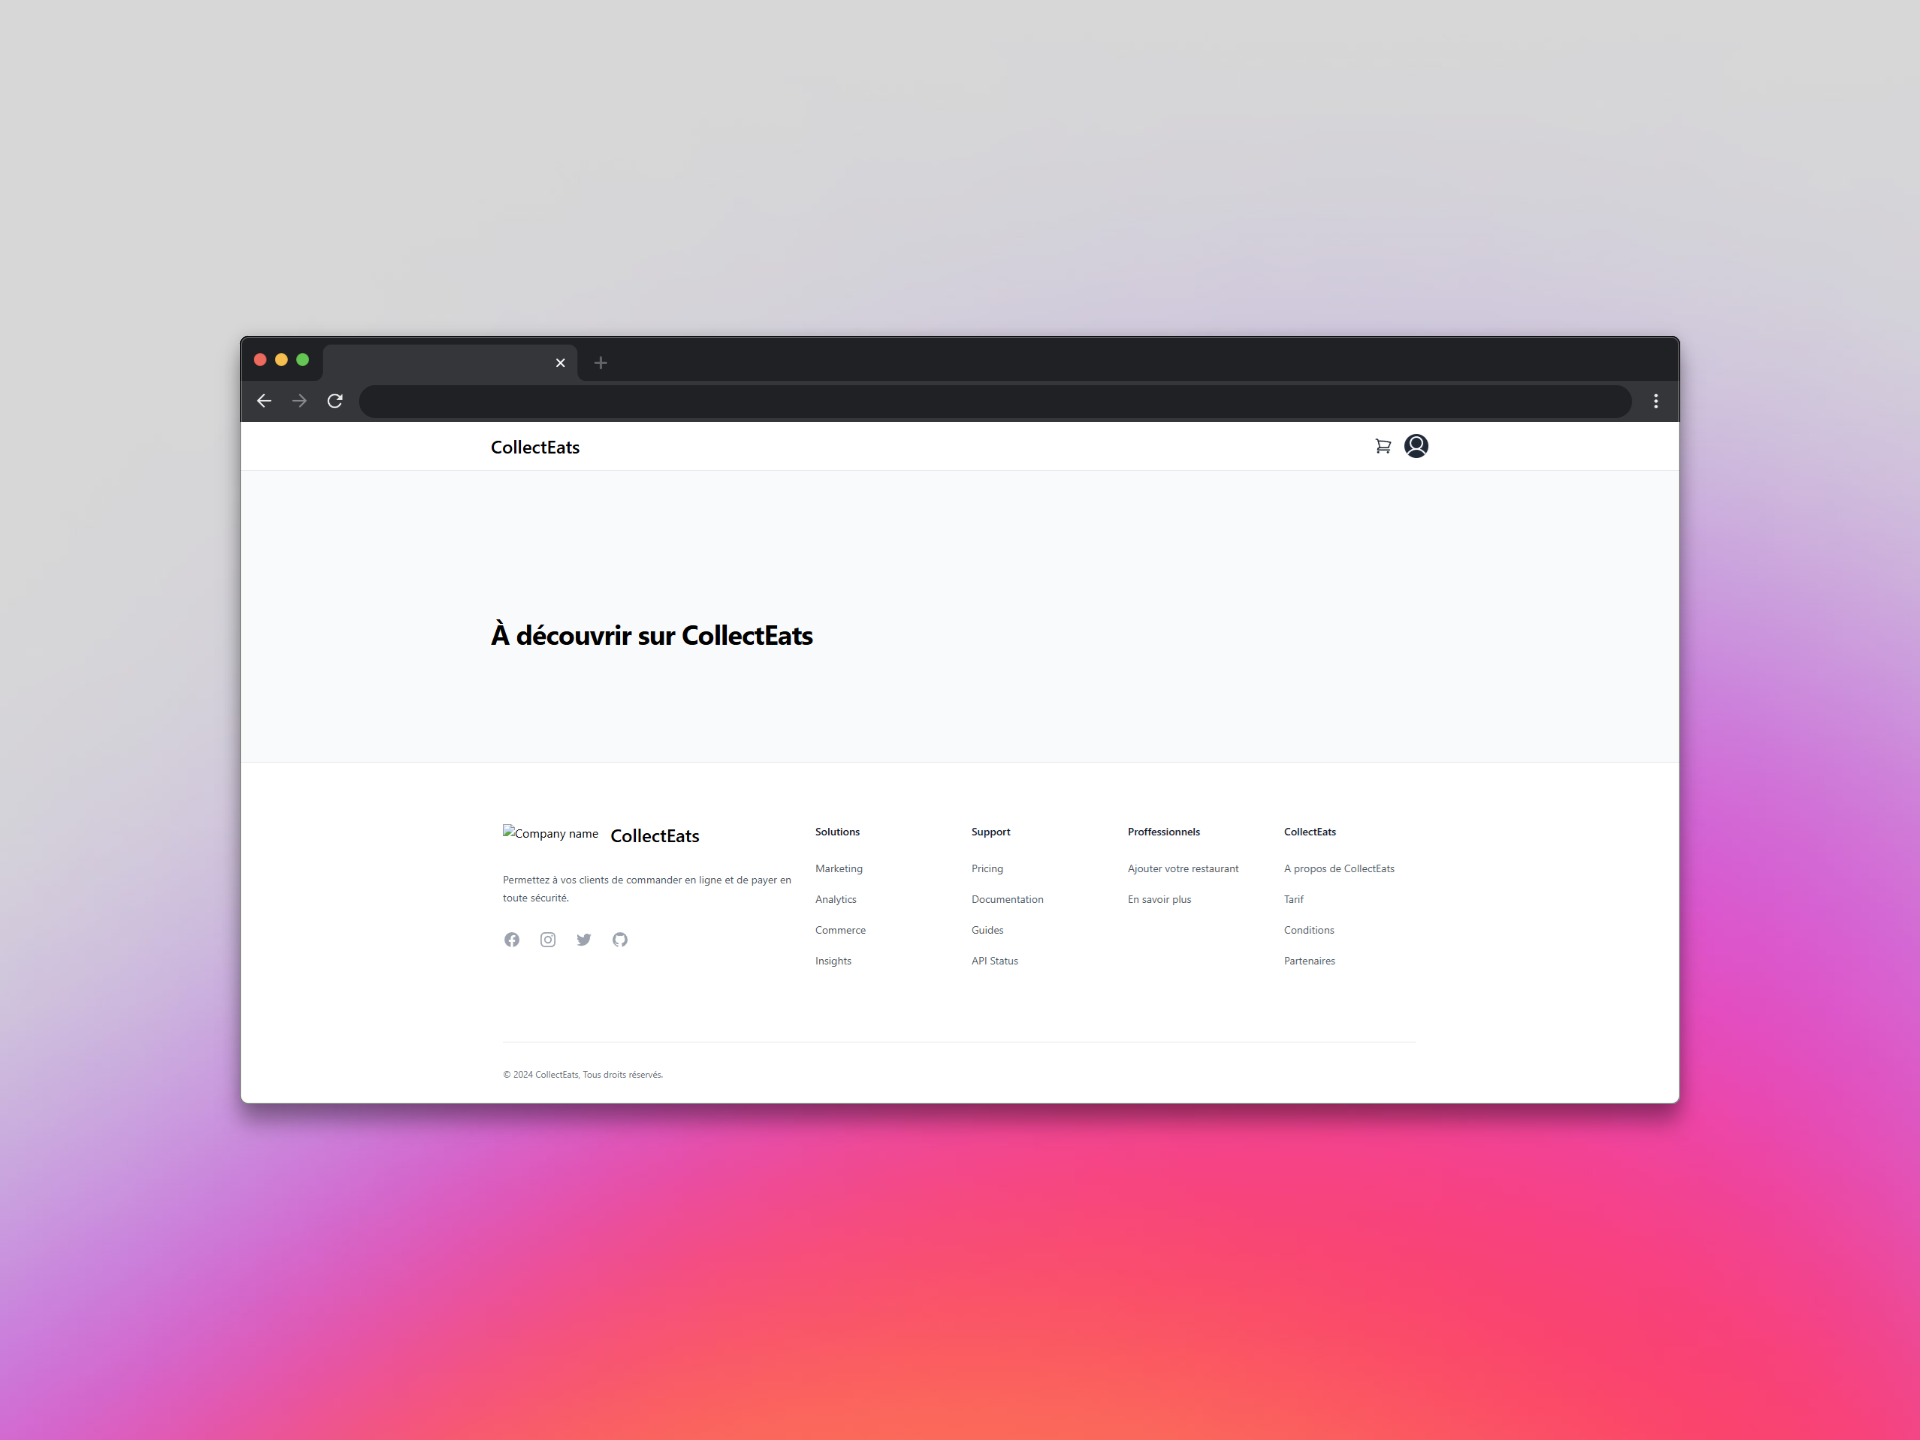 CollectEats
À découvrir sur CollectEats
Company name
CollectEats
Permettez à vos clients de commander en ligne et de payer en
toute sécurité.
Solutions
Marketing
Analytics
Commerce
Insights
Support
Pricing
Documentation
Guides
API Status
Proffessionnels
Ajouter votre restaurant
En savoir plus
CollectEats
A propos de CollectEats
Tarif
Conditions
Partenaires
© 2024 CollectEats, Tous droits réservés.